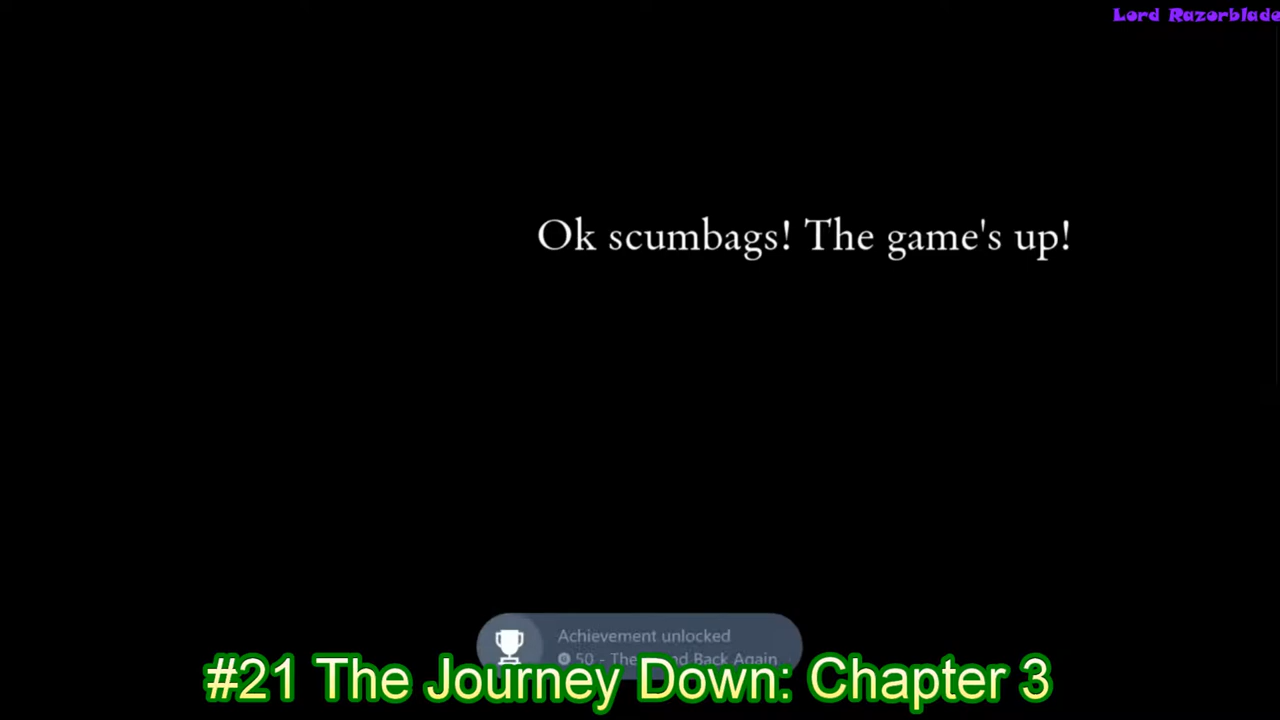 Lord Razorblade
Ok scumbags! The game's up!
Achievement unlocked
50 - The and Back Again
#21 The Journey Down: Chapter 3